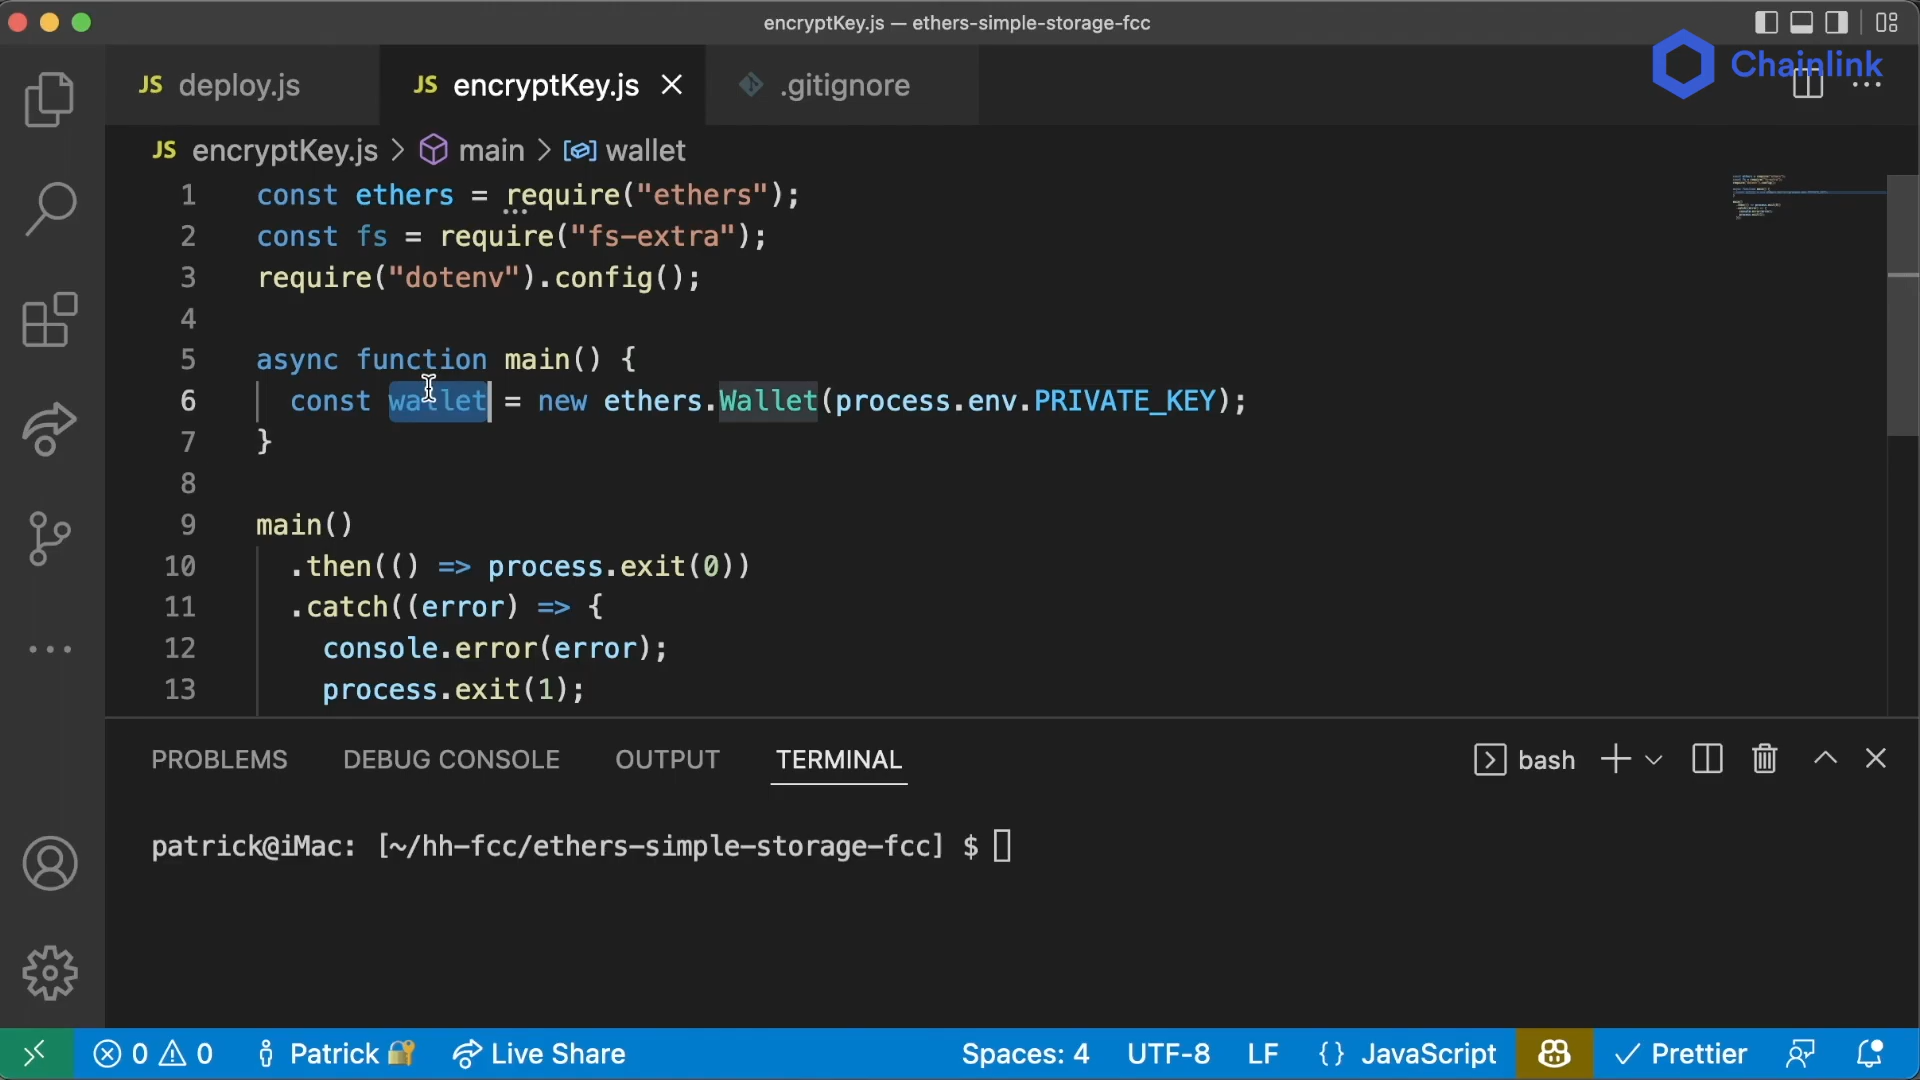 encryptKey.js — ethers-simple-storage-fcc
Chainlink
JS deploy.js JS encryptKey.js .gitignore
JS encryptKey.js > main > wallet
1 const ethers = require("ethers");
2 const fs = require("fs-extra");
3 require("dotenv").config();
4
5 async function main() {
6 const wallet = new ethers.Wallet(process.env.PRIVATE_KEY);
7 }
8
9 main()
10 .then(() => process.exit(0))
11 .catch((error) => {
12 console.error(error);
13 process.exit(1);
PROBLEMS DEBUG CONSOLE OUTPUT TERMINAL bash
patrick@iMac: [~/hh-fcc/ethers-simple-storage-fcc] $
0 0 Patrick Live Share Spaces: 4 UTF-8 LF {} JavaScript Prettier